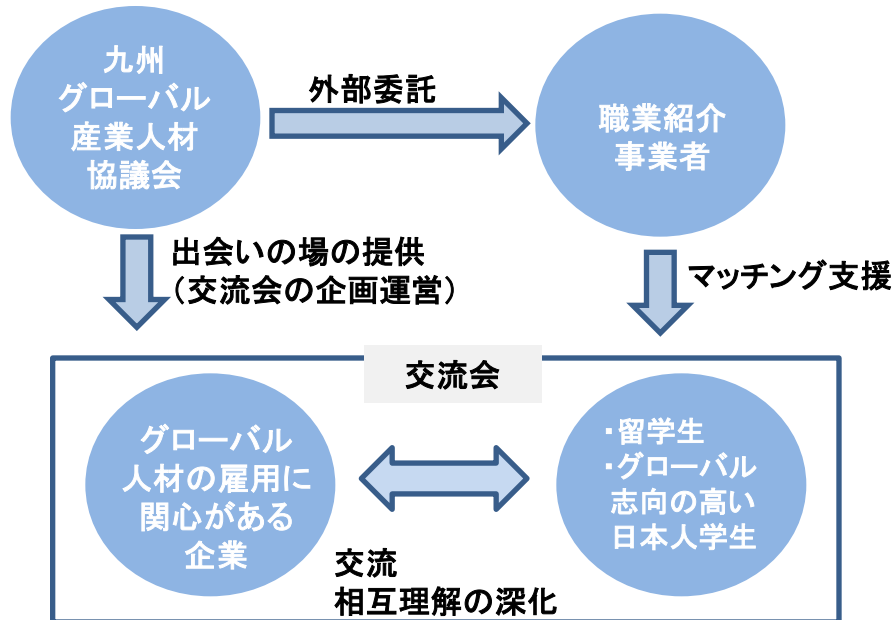 九州
グローバル
産業人材
協議会
外部委託
職業紹介
事業者
出会いの場の提供
（交流会の企画運営）
マッチング支援
交流会
グローバル
人材の雇用に
関心がある
企業
・留学生
・グローバル
志向の高い
日本人学生
交流
相互理解の深化